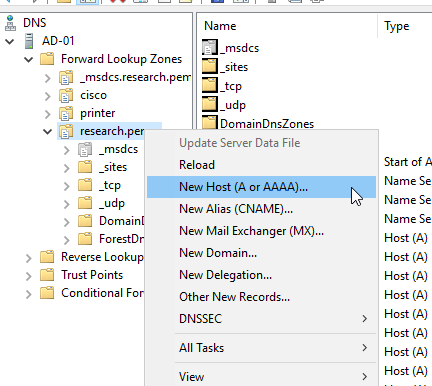 DNS
AD-01
Forward Lookup Zones
_msdcs.research.pem
cisco
printer
research.pem
_msdcs
_sites
_tcp
_udp
DomainD
ForestDn
Reverse Lookup
Trust Points
Conditional For
Name
Type
_msdcs
_sites
_tcp
_udp
DomainDnsZones
Update Server Data File
Reload
New Host (A or AAAA)...
New Alias (CNAME)...
New Mail Exchanger (MX)...
New Domain...
New Delegation...
Other New Records...
DNSSEC
All Tasks
View
Start of A
Name Se
Name Se
Name Se
Host (A)
Host (A)
Host (A)
Host (A)
Host (A)
Host (A)
Host (A)